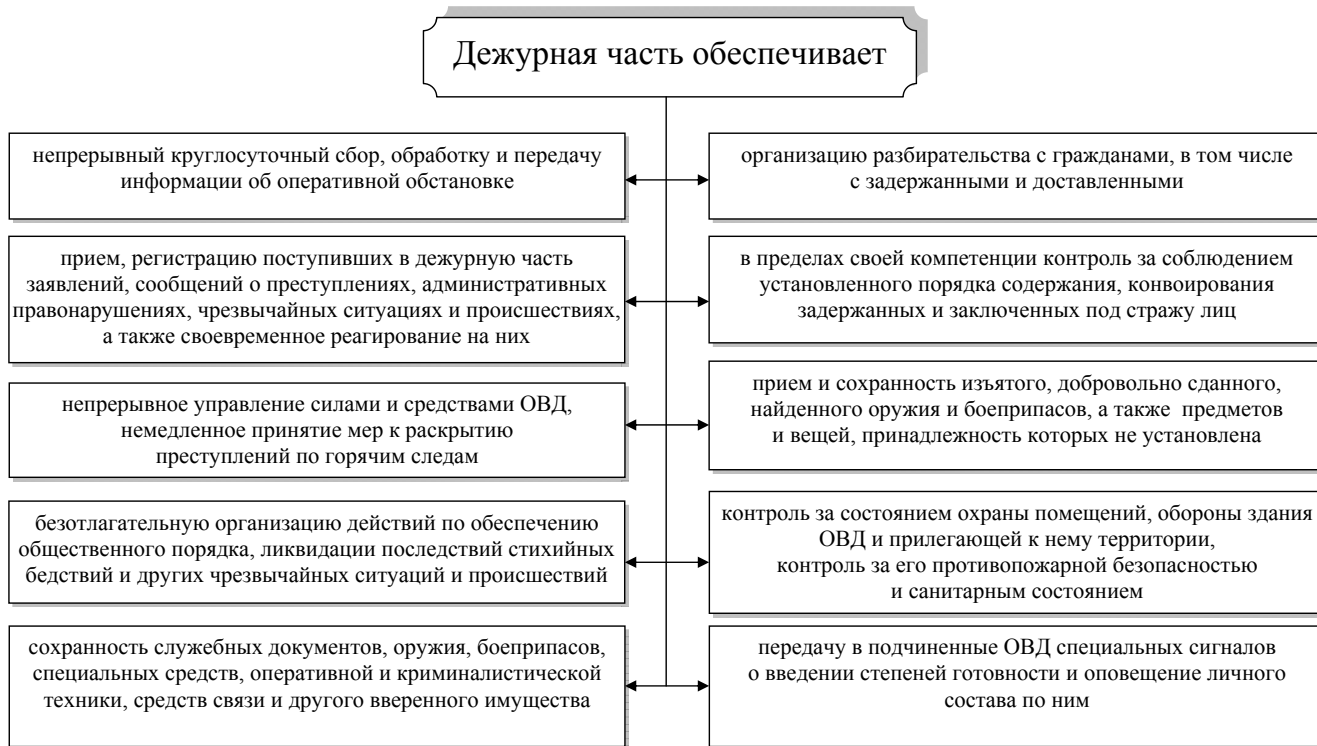 Дежурная часть обеспечивает
непрерывный круглосуточный сбор, обработку и передачу
информации об оперативной обстановке
прием, регистрацию поступивших в дежурную часть
заявлений, сообщений о преступлениях, административных
правонарушениях, чрезвычайных ситуациях и происшествиях,
а также своевременное реагирование на них
непрерывное управление силами и средствами ОВД,
немедленное принятие мер к раскрытию
преступлений по горячим следам
безотлагательную организацию действий по обеспечению
общественного порядка, ликвидации последствий стихийных
бедствий и других чрезвычайных ситуаций и происшествий
сохранность служебных документов, оружия, боеприпасов,
специальных средств, оперативной и криминалистической
техники, средств связи и другого вверенного имущества
организацию разбирательства с гражданами, в том числе
с задержанными и доставленными
в пределах своей компетенции контроль за соблюдением
установленного порядка содержания, конвоирования
задержанных и заключенных под стражу лиц
прием и сохранность изъятого, добровольно сданного,
найденного оружия и боеприпасов, а также предметов
и вещей, принадлежность которых не установлена
контроль за состоянием охраны помещений, обороны здания
ОВД и прилегающей к нему территории,
контроль за его противопожарной безопасностью
и санитарным состоянием
передачу в подчиненные ОВД специальных сигналов
о введении степеней готовности и оповещение личного
состава по ним